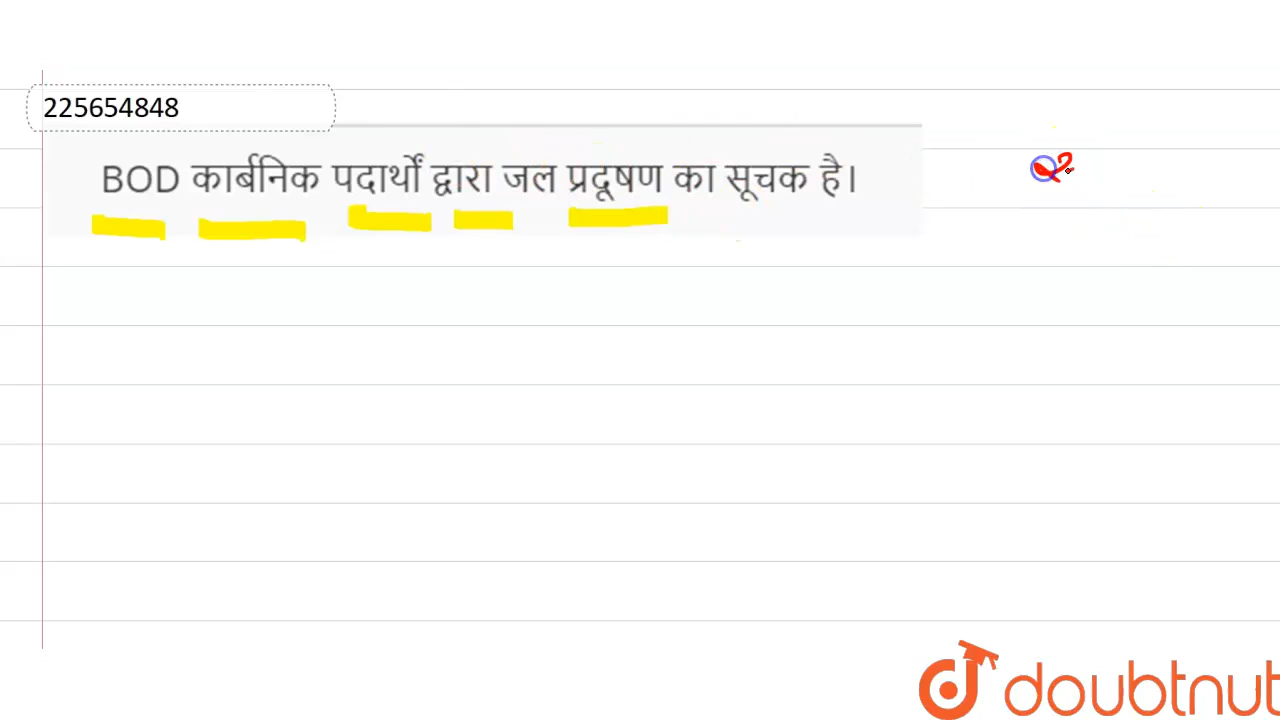 225654848
BOD कार्बनिक पदार्थों द्वारा जल प्रदूषण का सूचक है।
doubtnut